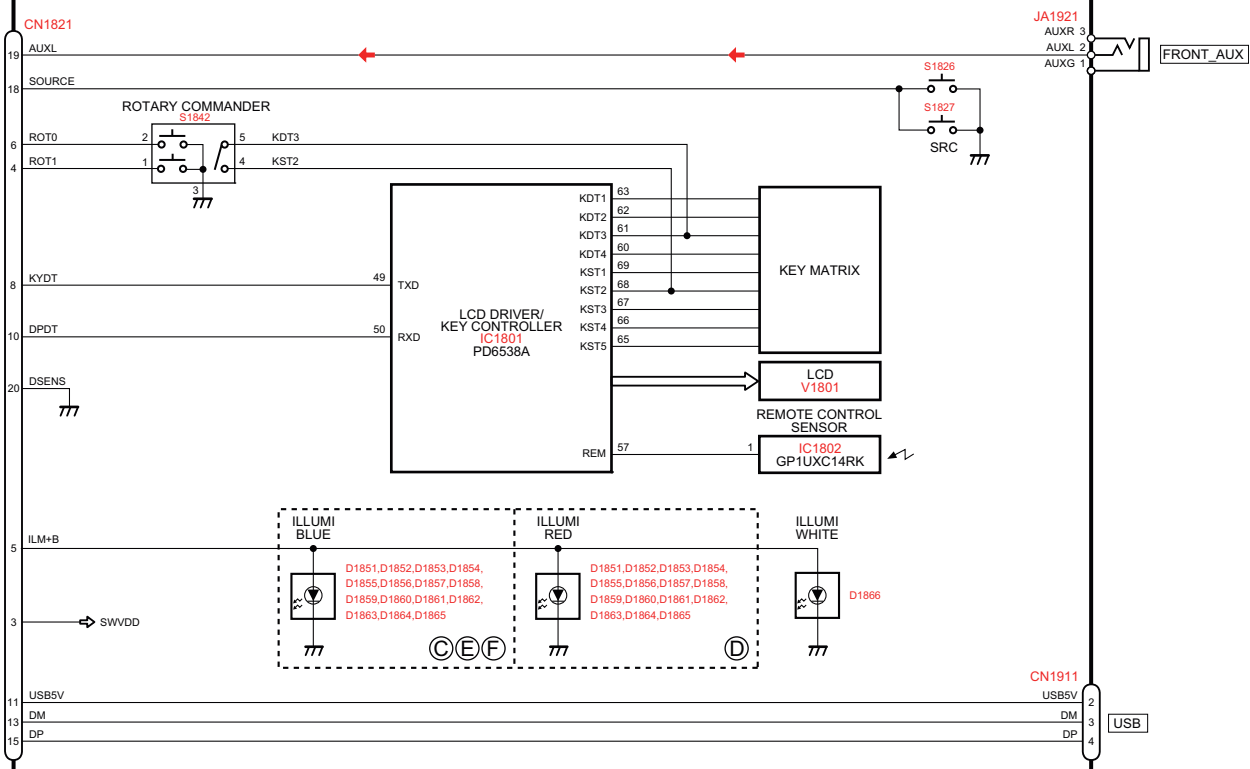 CN1821
JA1921
AUXR 3
19 AUXL
AUXL 2
FRONT_AUX
AUXG 1
18 SOURCE
S1826
S1827
SRC
ROTARY COMMANDER
S1842
6 ROT0 2
5 KDT3
4 ROT1 1
4 KST2
3
KDT1 63
KDT2 62
KDT3 61
KDT4 60
KST1 69
KST2 68
KST3 67
KST4 66
KST5 65
KEY MATRIX
8 KYDT
49 TXD
10 DPDT
50 RXD
LCD DRIVER/
KEY CONTROLLER
IC1801
PD6538A
20 DSENS
LCD
V1801
REMOTE CONTROL
SENSOR
REM 57
1
IC1802
GP1UXC14RK
5 ILM+B
ILLUMI
BLUE
D1851,D1852,D1853,D1854,
D1855,D1856,D1857,D1858,
D1859,D1860,D1861,D1862,
D1863,D1864,D1865
C E F
ILLUMI
RED
D1851,D1852,D1853,D1854,
D1855,D1856,D1857,D1858,
D1859,D1860,D1861,D1862,
D1863,D1864,D1865
D
ILLUMI
WHITE
D1866
3 SWVDD
CN1911
11 USB5V
USB5V 2
13 DM
DM 3
USB
15 DP
DP 4